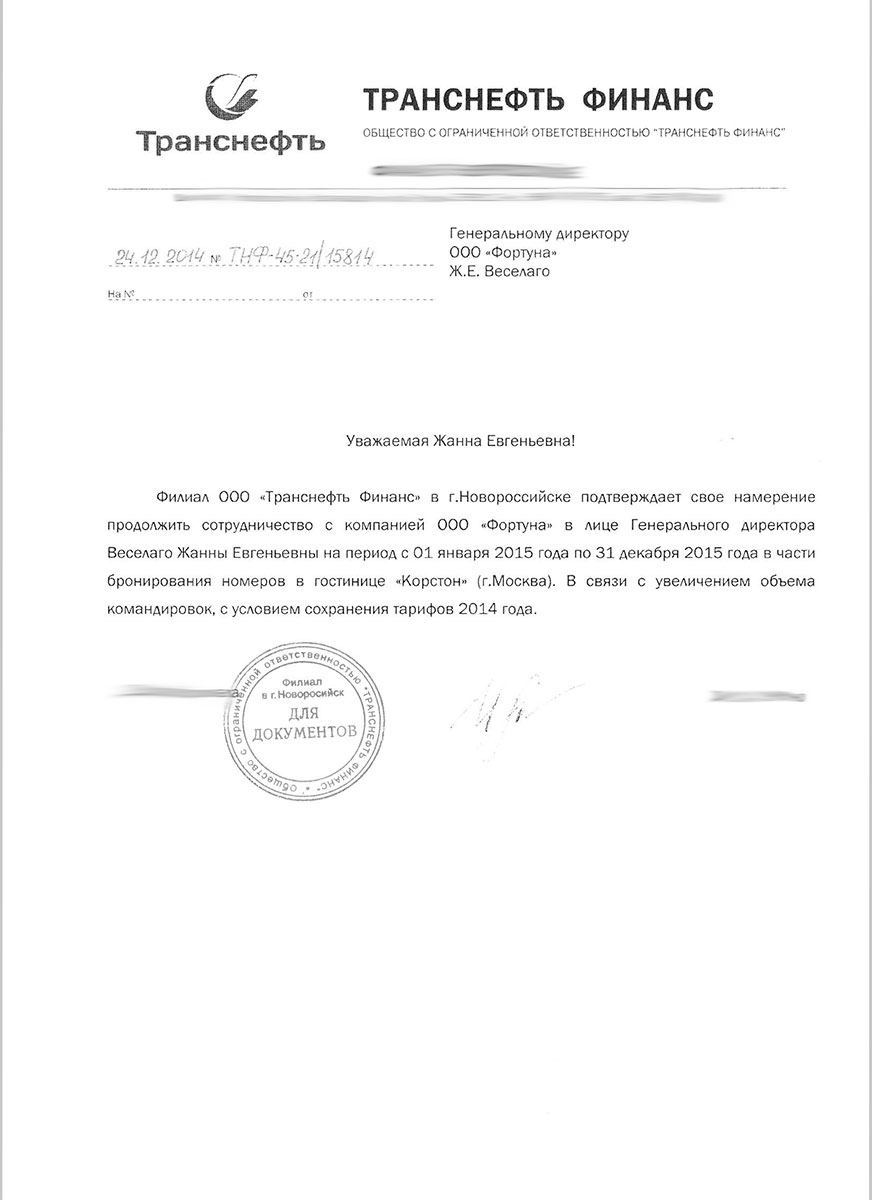 Транснефть
ТРАНСНЕФТЬ ФИНАНС
ОБЩЕСТВО С ОГРАНИЧЕННОЙ ОТВЕТСТВЕННОСТЬЮ "ТРАНСНЕФТЬ ФИНАНС"
24.12.2014 № ТНФ-45-21/15814
На № от
Генеральному директору
ООО «Фортуна»
Ж.Е. Веселаго
Уважаемая Жанна Евгеньевна!
Филиал ООО «Транснефть Финанс» в г.Новороссийске подтверждает свое намерение
продолжить сотрудничество с компанией ООО «Фортуна» в лице Генерального директора
Веселаго Жанны Евгеньевны на период с 01 января 2015 года по 31 декабря 2015 года в части
бронирования номеров в гостинице «Корстон» (г.Москва). В связи с увеличением объема
командировок, с условием сохранения тарифов 2014 года.
Общество с ограниченной ответственностью "ТРАНСНЕФТЬ ФИНАНС" *
Филиал
в г.Новоросийск
ДЛЯ
ДОКУМЕНТОВ